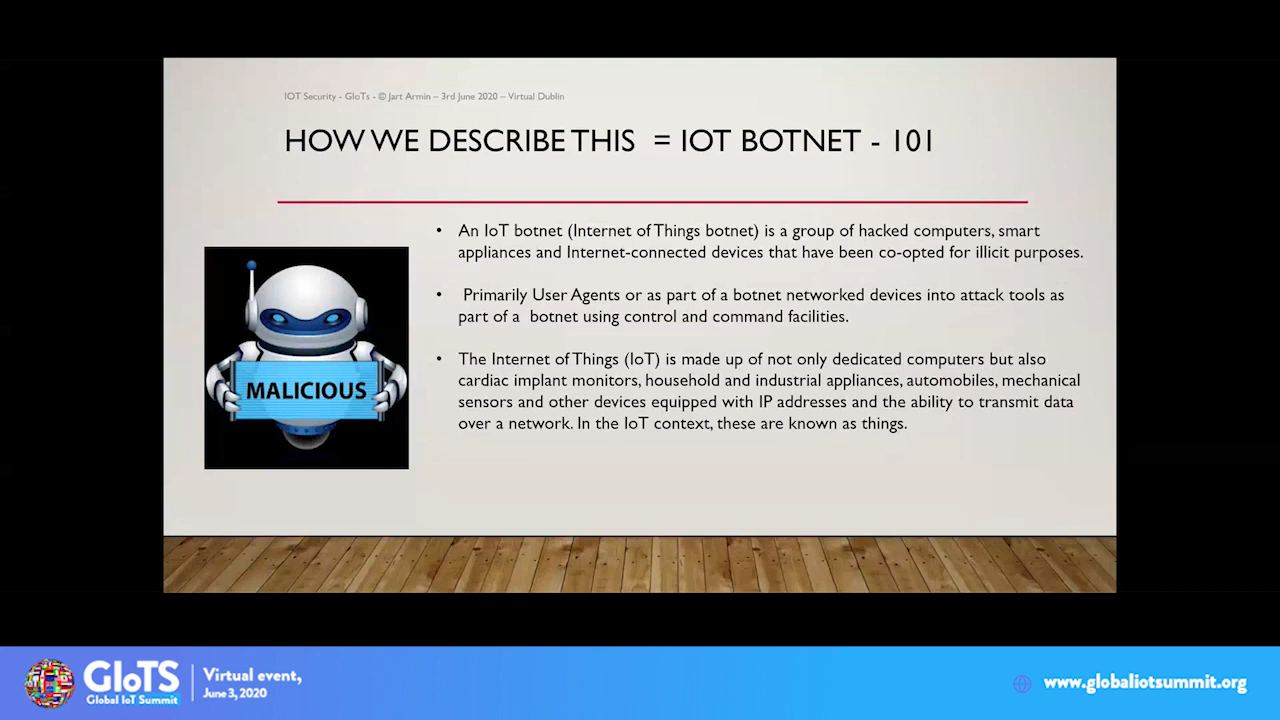 IOT Security - GIoTs - © Jart Armin – 3rd June 2020 – Virtual Dublin
HOW WE DESCRIBE THIS = IOT BOTNET - 101
• An IoT botnet (Internet of Things botnet) is a group of hacked computers, smart
appliances and Internet-connected devices that have been co-opted for illicit purposes.
• Primarily User Agents or as part of a botnet networked devices into attack tools as
part of a botnet using control and command facilities.
• The Internet of Things (IoT) is made up of not only dedicated computers but also
cardiac implant monitors, household and industrial appliances, automobiles, mechanical
sensors and other devices equipped with IP addresses and the ability to transmit data
over a network. In the IoT context, these are known as things.
MALICIOUS
GIoTS
Global IoT Summit
Virtual event,
June 3, 2020
www.globaliotsummit.org